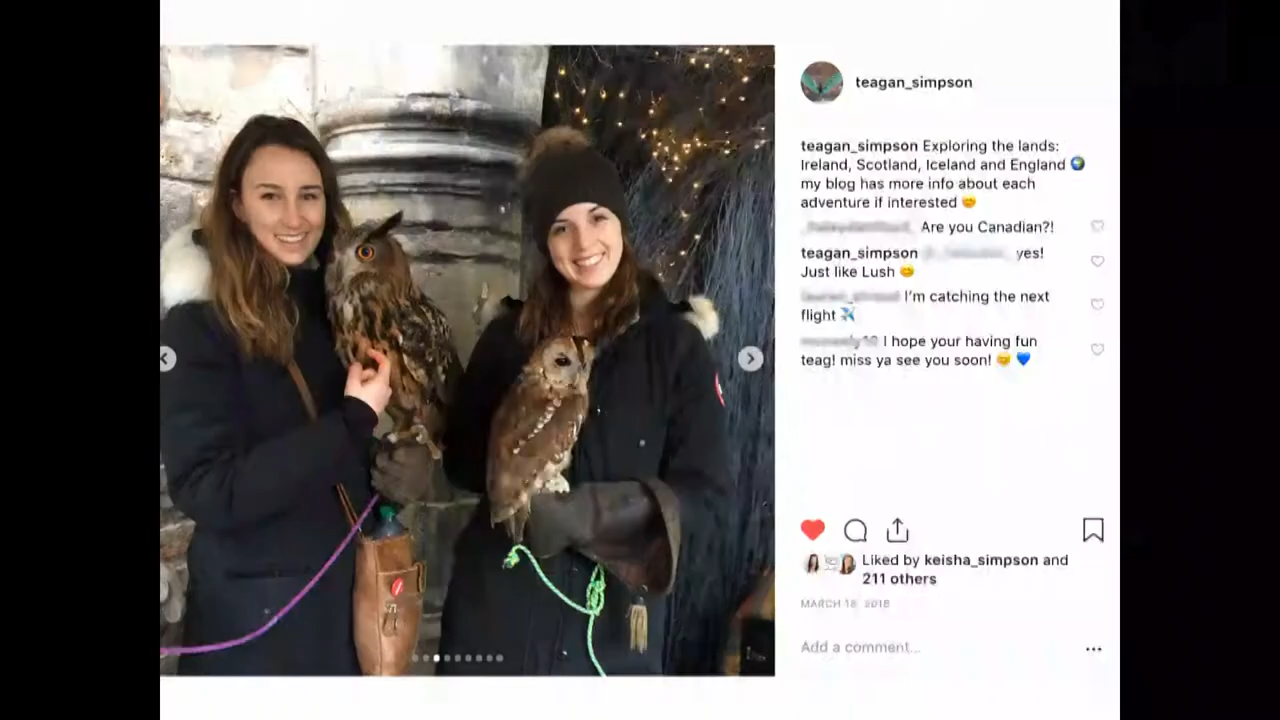 teagan_simpson
teagan_simpson Exploring the lands:
Ireland, Scotland, Iceland and England
my blog has more info about each
adventure if interested
Are you Canadian?!
teagan_simpson yes!
Just like Lush
I'm catching the next
flight
I hope your having fun
teag! miss ya see you soon!
Liked by keisha_simpson and
211 others
MARCH 18, 2018
Add a comment...